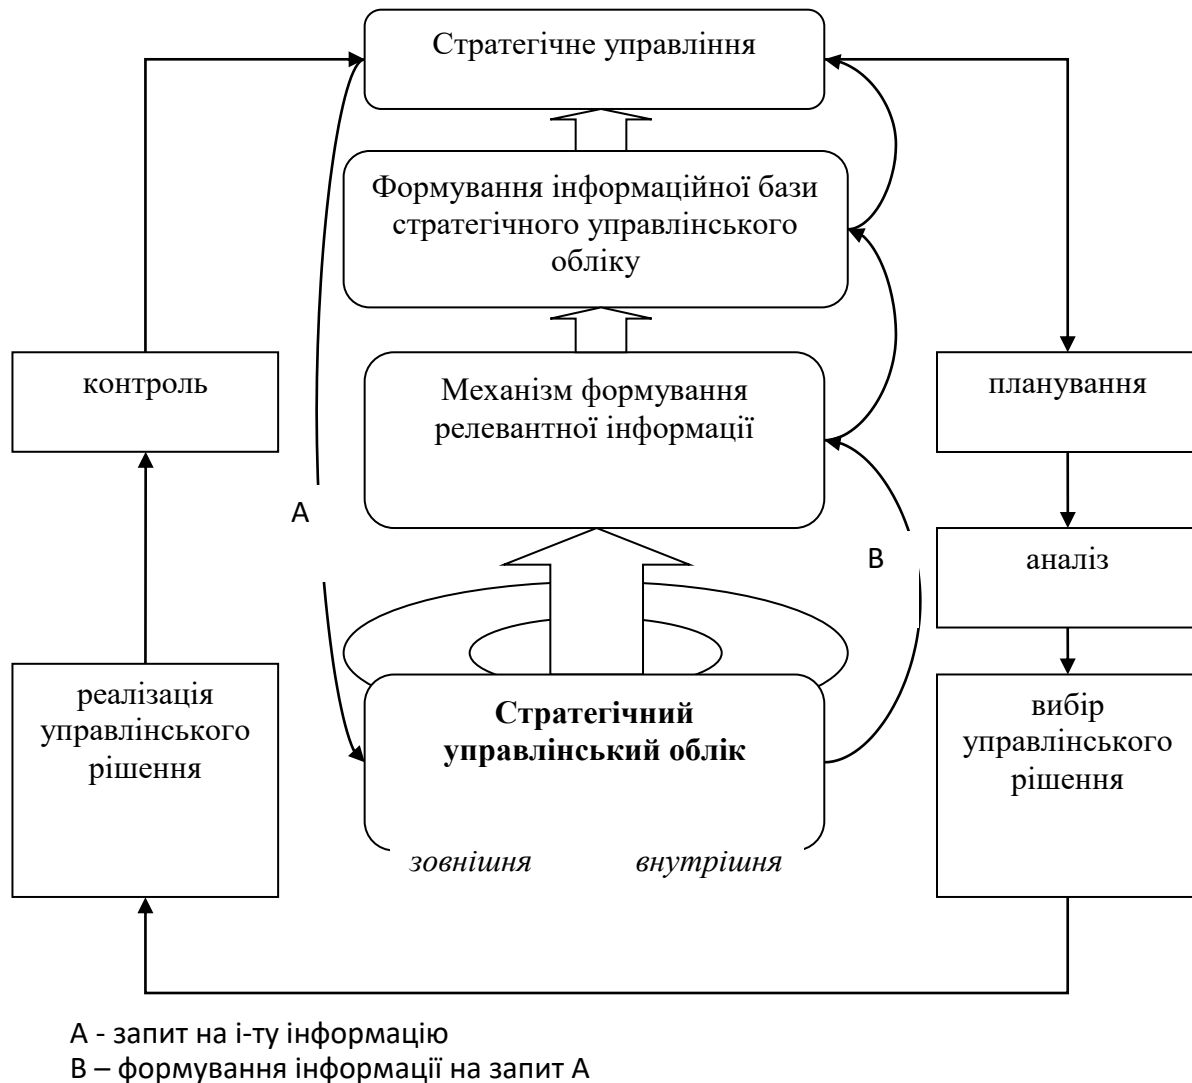 Стратегічне управління
Формування інформаційної бази
стратегічного управлінського
обліку
контроль
Механізм формування
релевантної інформації
планування
А
В
аналіз
реалізація
управлінського
рішення
Стратегічний
управлінський облік
вибір
управлінського
рішення
зовнішня внутрішня
А - запит на і-ту інформацію
В – формування інформації на запит А